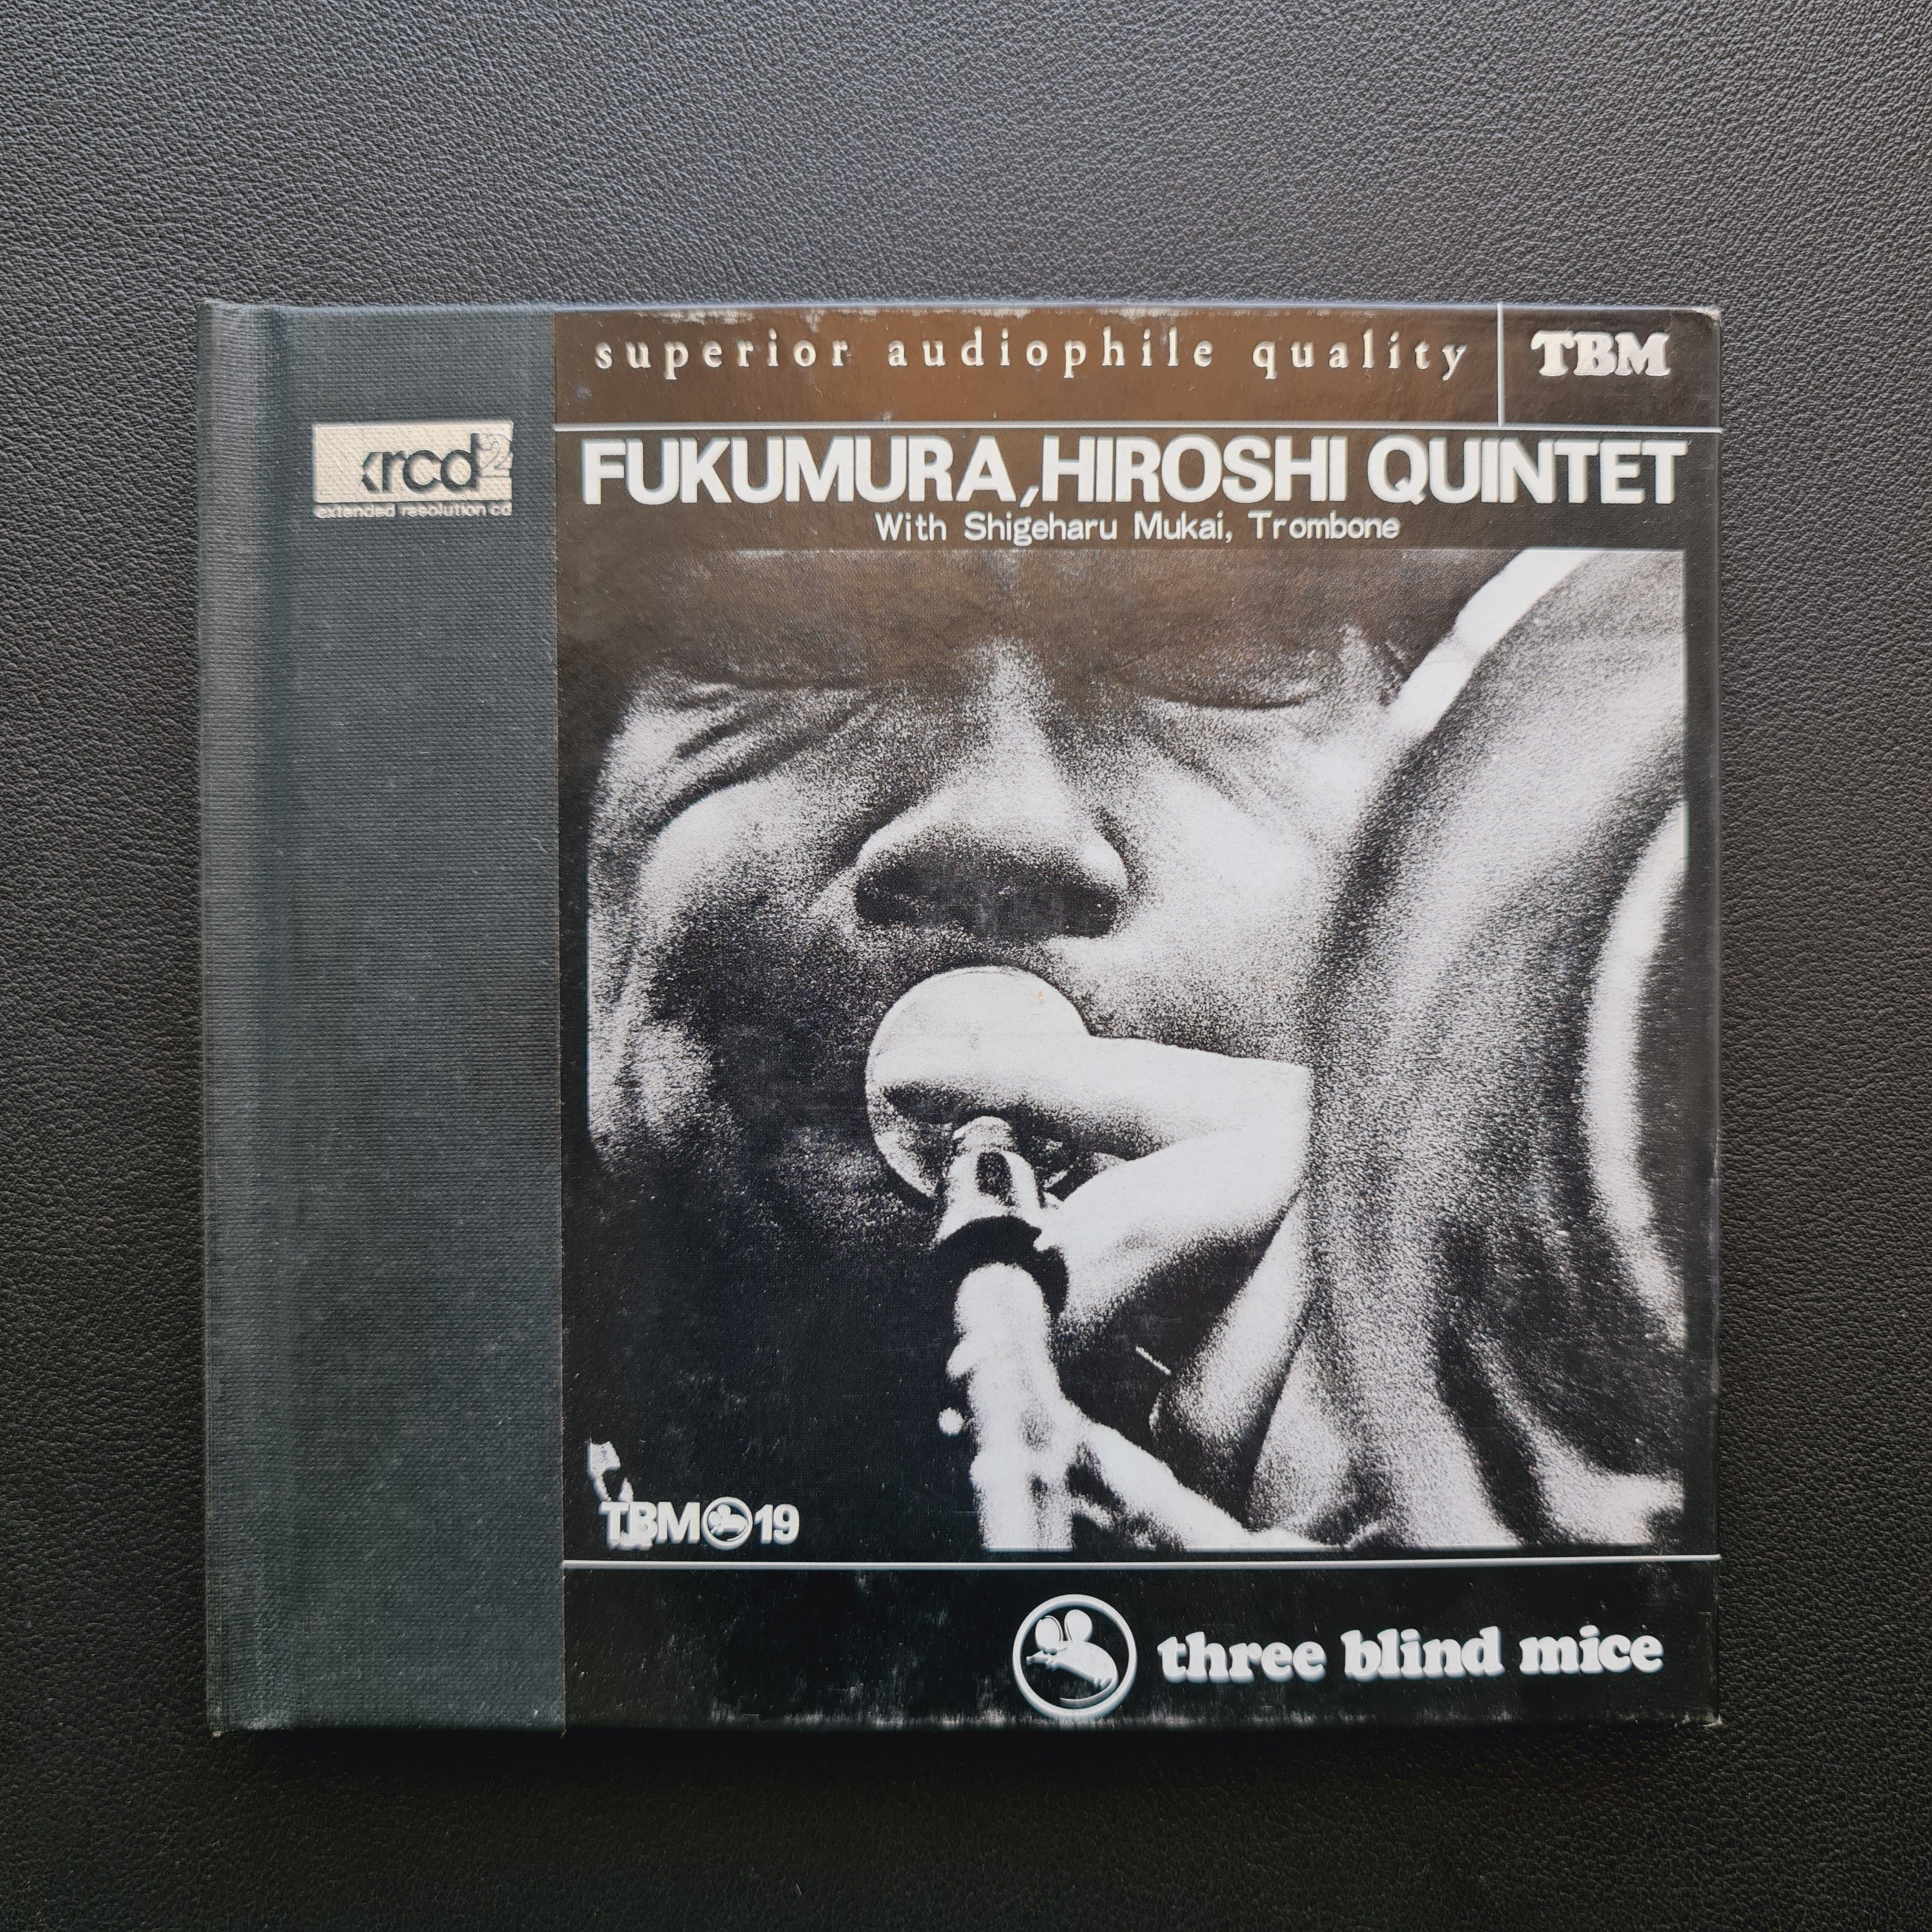 superior audiophile quality
TBM
xrcd2
extended resolution cd
FUKUMURA,HIROSHI QUINTET
With Shigeharu Mukai, Trombone
TBM 19
three blind mice